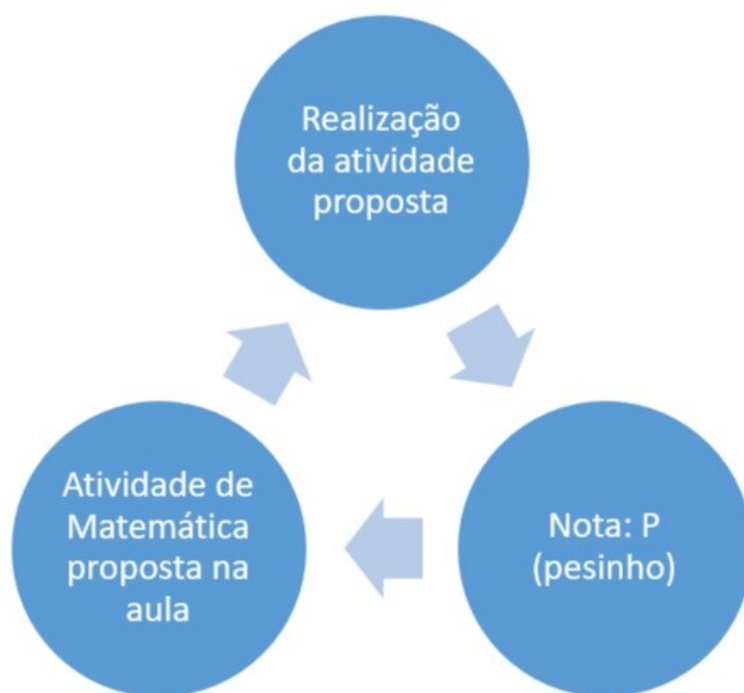 Realização
da atividade
proposta
Atividade de
Matemática
proposta na
aula
Nota: P
(pesinho)